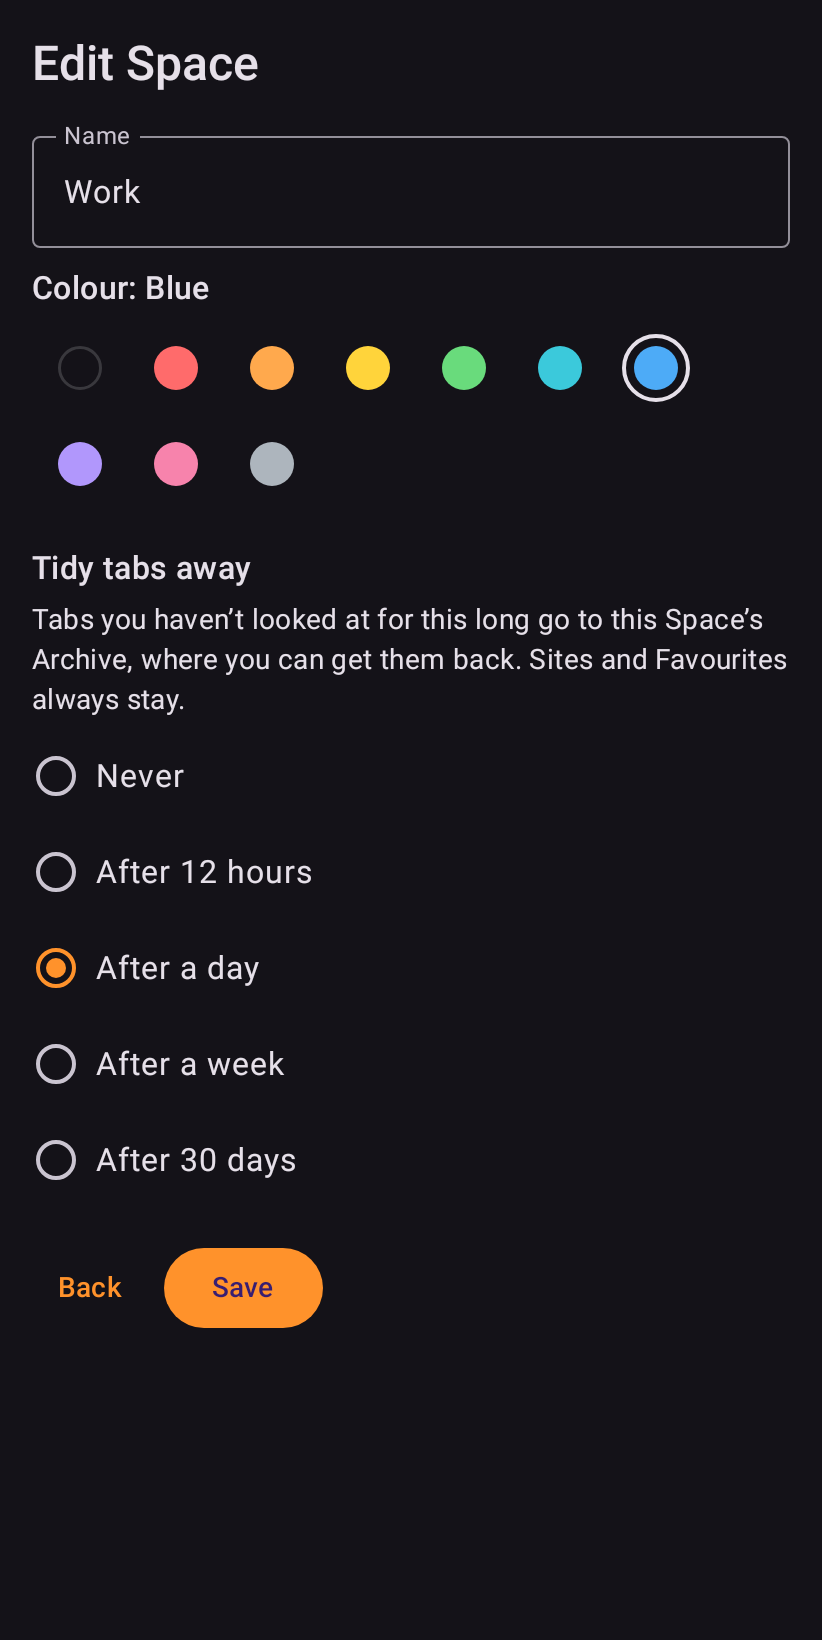 Edit Space
Name
Work
Colour: Blue
Tidy tabs away
Tabs you haven’t looked at for this long go to this Space’s
Archive, where you can get them back. Sites and Favourites
always stay.
Never
After 12 hours
After a day
After a week
After 30 days
Back
Save